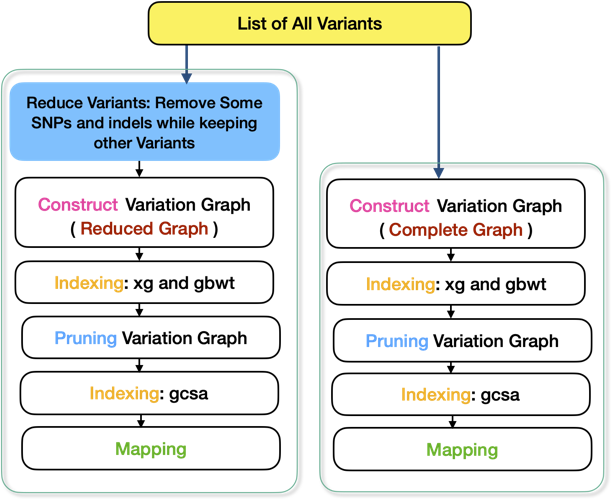 List of All Variants
Reduce Variants: Remove Some
SNPs and indels while keeping
other Variants
Construct Variation Graph
( Reduced Graph )
Indexing: xg and gbwt
Pruning Variation Graph
Indexing: gcsa
Mapping
Construct Variation Graph
( Complete Graph )
Indexing: xg and gbwt
Pruning Variation Graph
Indexing: gcsa
Mapping